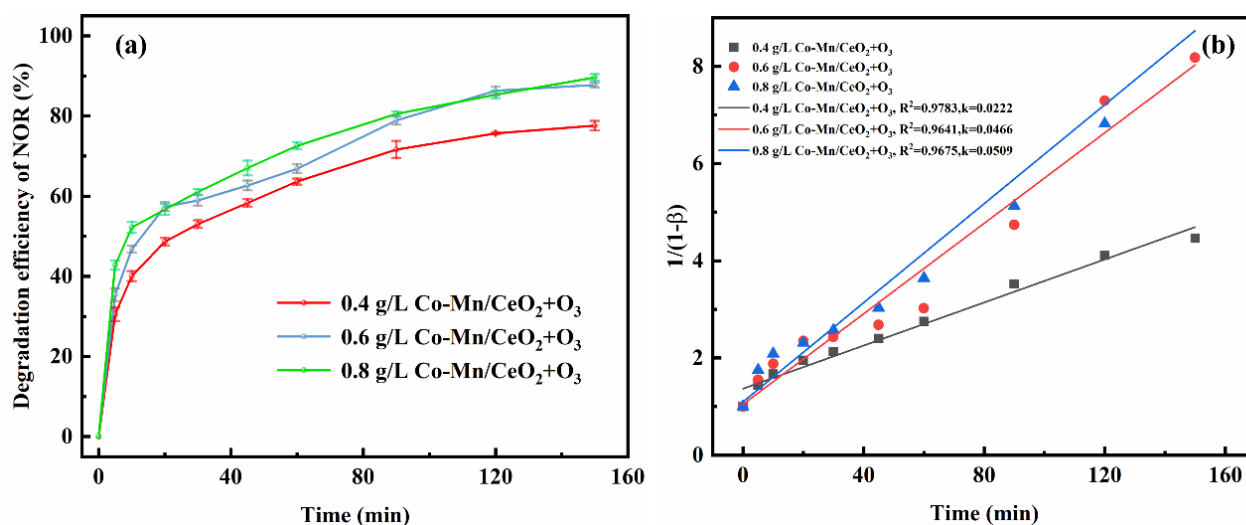 (a)
Degradation efficiency of NOR (%)
100
80
60
40
20
0
0.4 g/L Co-Mn/CeO₂+O₃
0.6 g/L Co-Mn/CeO₂+O₃
0.8 g/L Co-Mn/CeO₂+O₃
0 40 80 120 160
Time (min)
(b)
1/(1-β)
8
6
4
2
0
0.4 g/L Co-Mn/CeO₂+O₃
0.6 g/L Co-Mn/CeO₂+O₃
0.8 g/L Co-Mn/CeO₂+O₃
0.4 g/L Co-Mn/CeO₂+O₃, R²=0.9783,k=0.0222
0.6 g/L Co-Mn/CeO₂+O₃, R²=0.9641,k=0.0466
0.8 g/L Co-Mn/CeO₂+O₃, R²=0.9675,k=0.0509
0 40 80 120 160
Time (min)